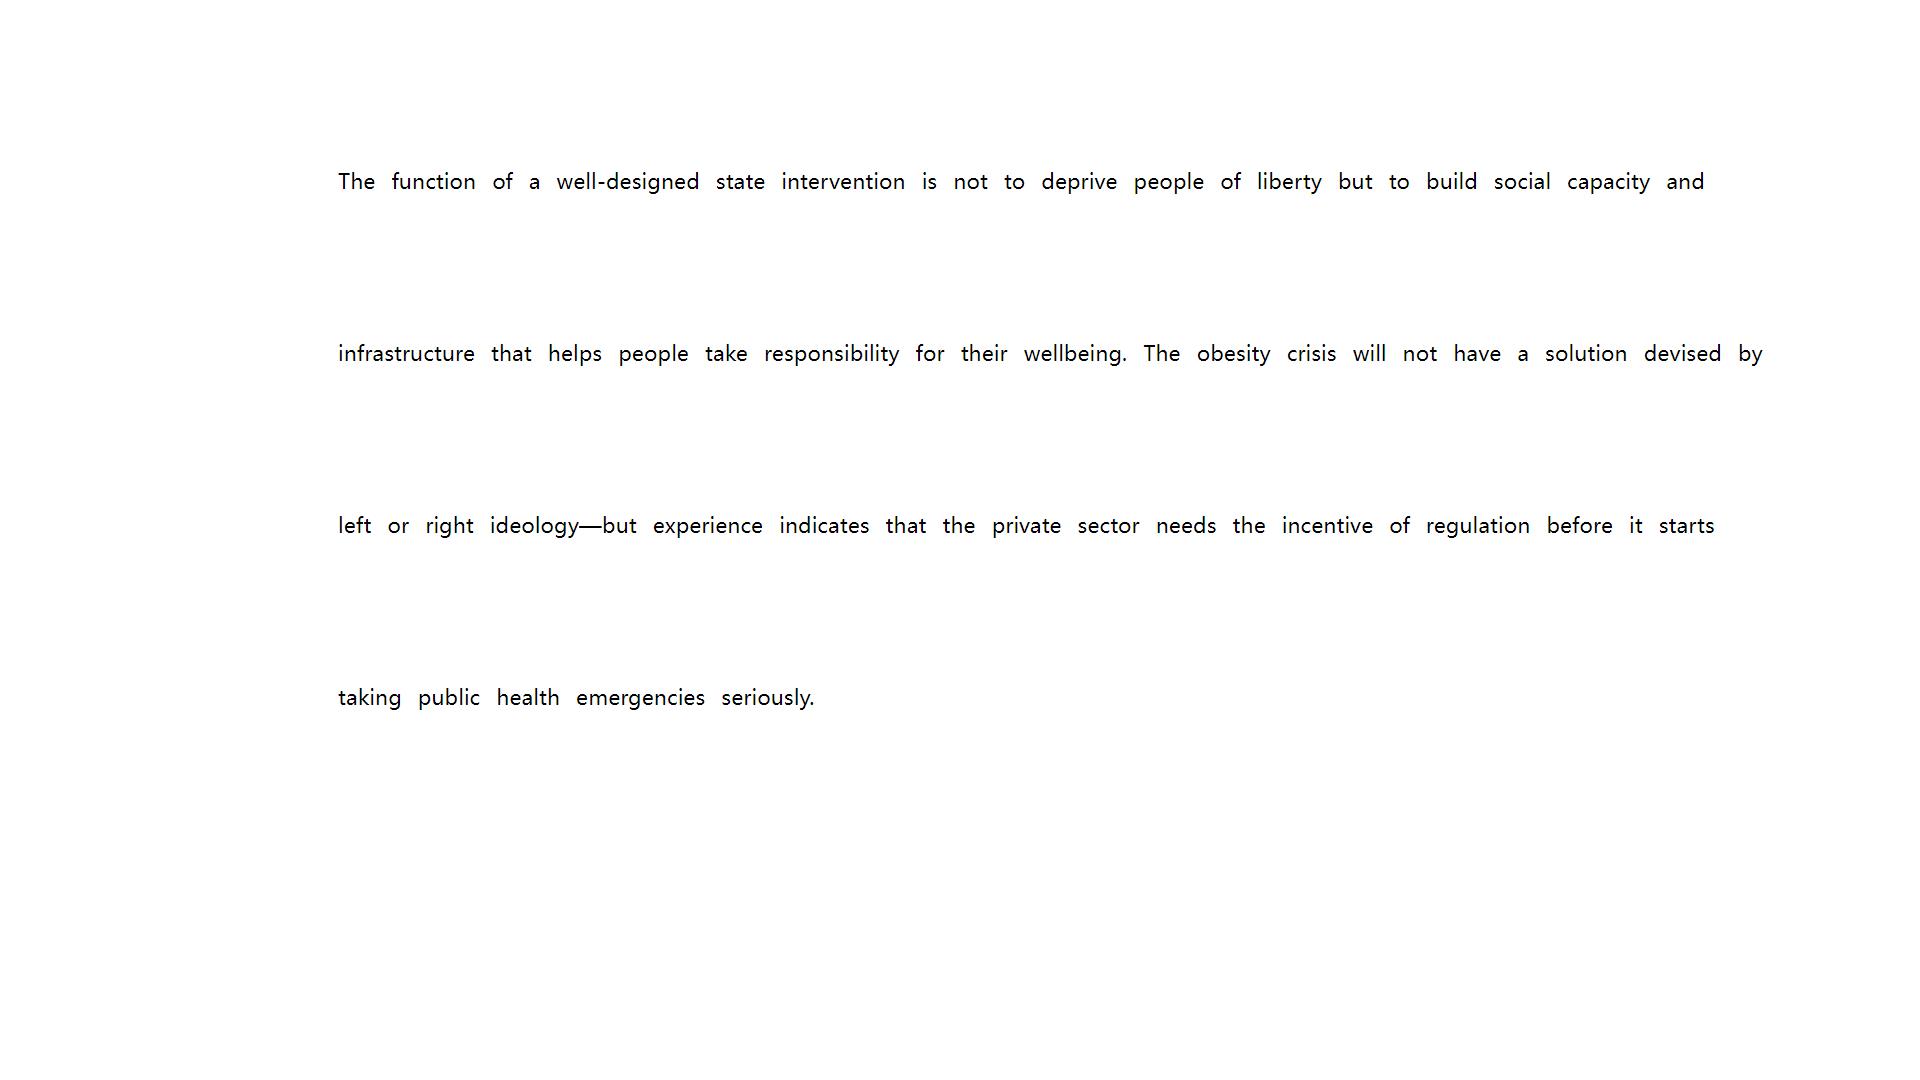 The function of a well-designed state intervention is not to deprive people of liberty but to build social capacity and
infrastructure that helps people take responsibility for their wellbeing. The obesity crisis will not have a solution devised by
left or right ideology—but experience indicates that the private sector needs the incentive of regulation before it starts
taking public health emergencies seriously.